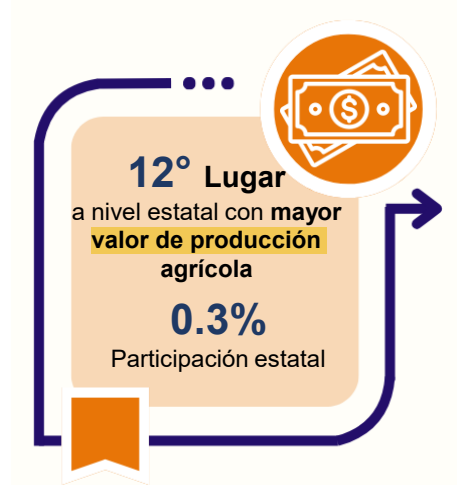 $
12° Lugar
a nivel estatal con mayor
valor de producción
agrícola
0.3%
Participación estatal